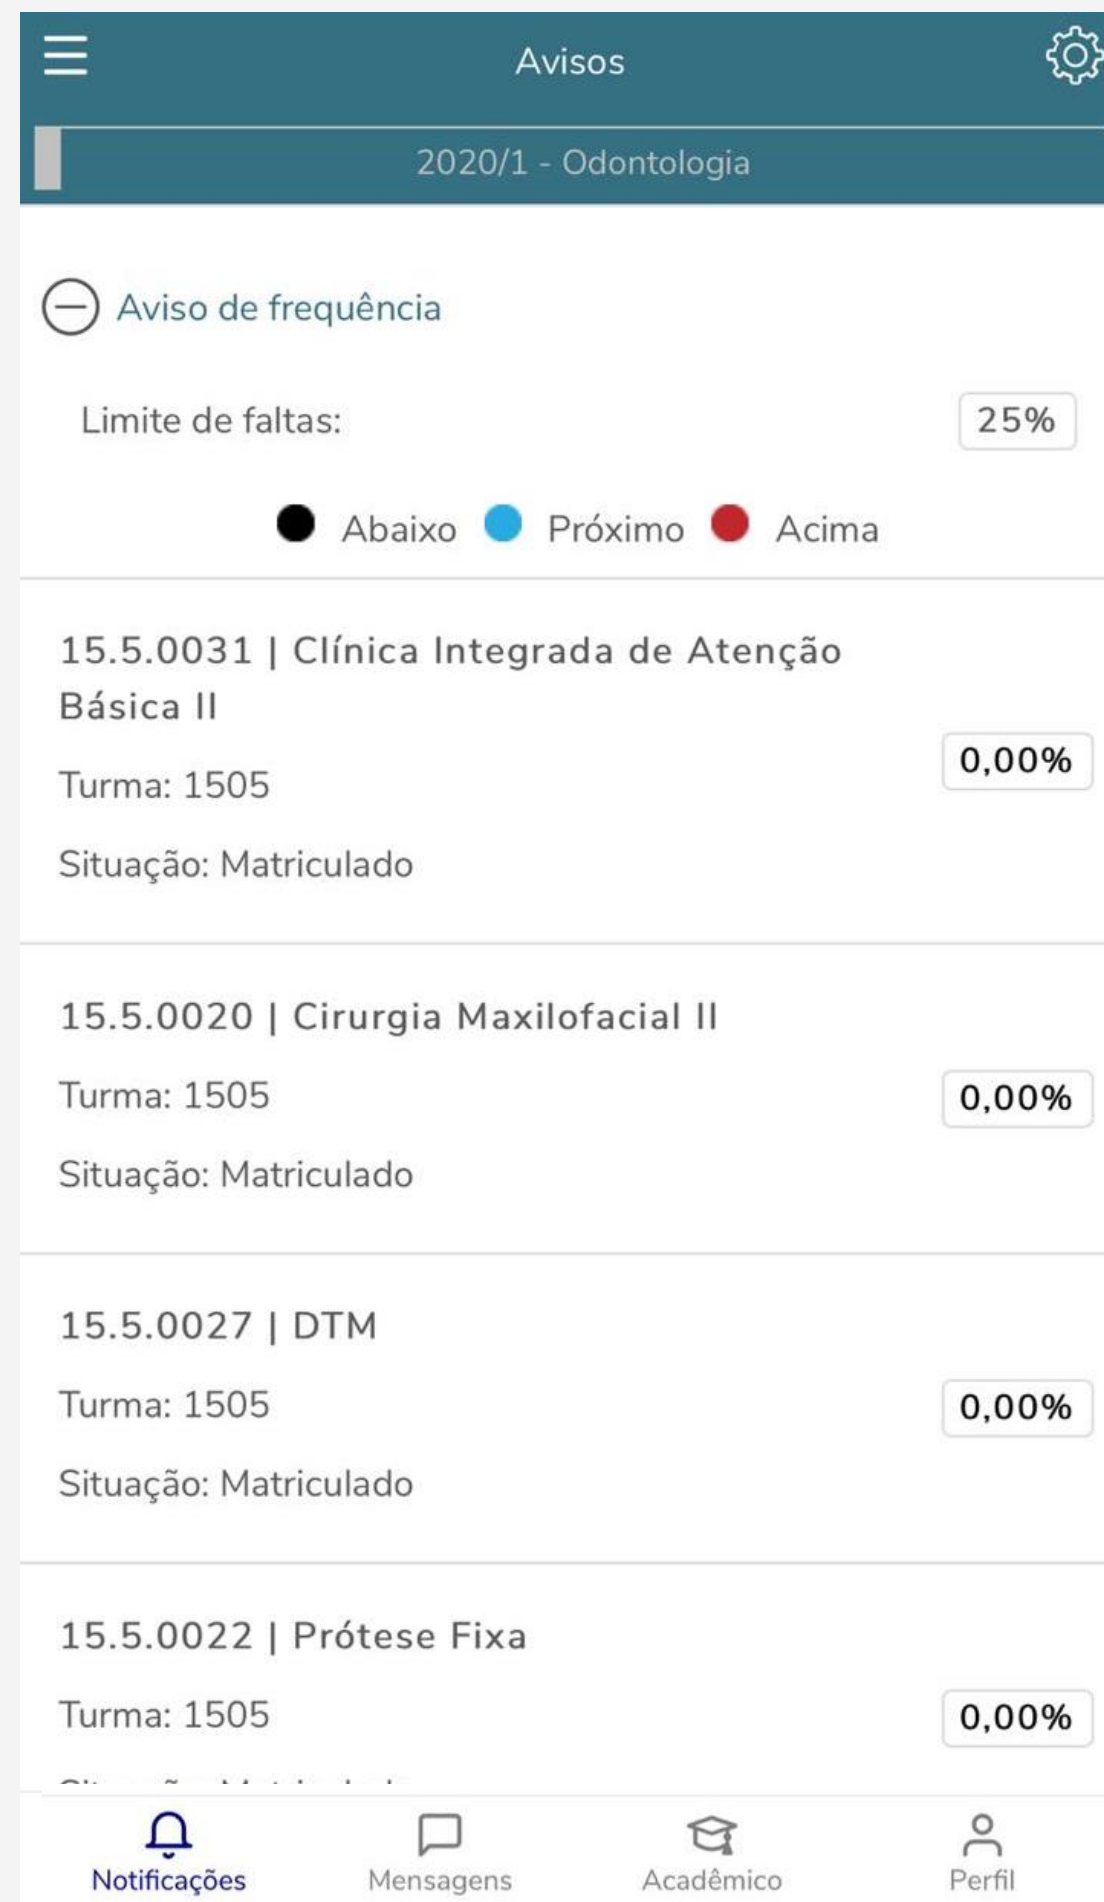 Avisos
2020/1 - Odontologia
Aviso de frequência
Limite de faltas: 25%
Abaixo Próximo Acima
15.5.0031 | Clínica Integrada de Atenção
Básica II
0,00%
Turma: 1505
Situação: Matriculado
15.5.0020 | Cirurgia Maxilofacial II
Turma: 1505 0,00%
Situação: Matriculado
15.5.0027 | DTM
Turma: 1505 0,00%
Situação: Matriculado
15.5.0022 | Prótese Fixa
Turma: 1505 0,00%
Notificações Mensagens Acadêmico Perfil